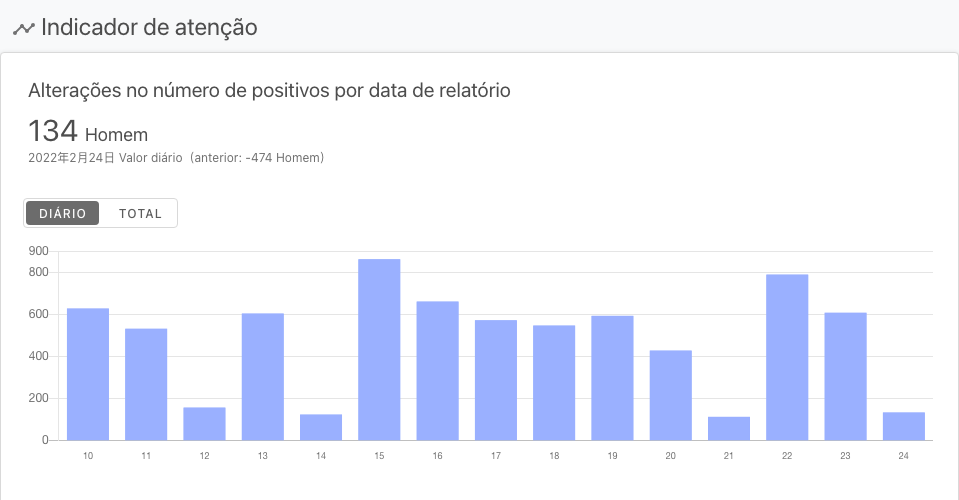 Indicador de atenção
Alterações no número de positivos por data de relatório
134 Homem
2022年2月24日 Valor diário  (anterior: -474 Homem)
DIÁRIO TOTAL
900
800
600
400
200
0
10 11 12 13 14 15 16 17 18 19 20 21 22 23 24